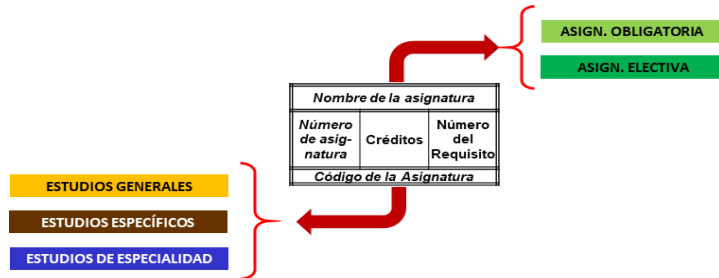 ASIGN. OBLIGATORIA
ASIGN. ELECTIVA
Nombre de la asignatura
Número
de asig-
natura
Créditos
Número
del
Requisito
Código de la Asignatura
ESTUDIOS GENERALES
ESTUDIOS ESPECÍFICOS
ESTUDIOS DE ESPECIALIDAD